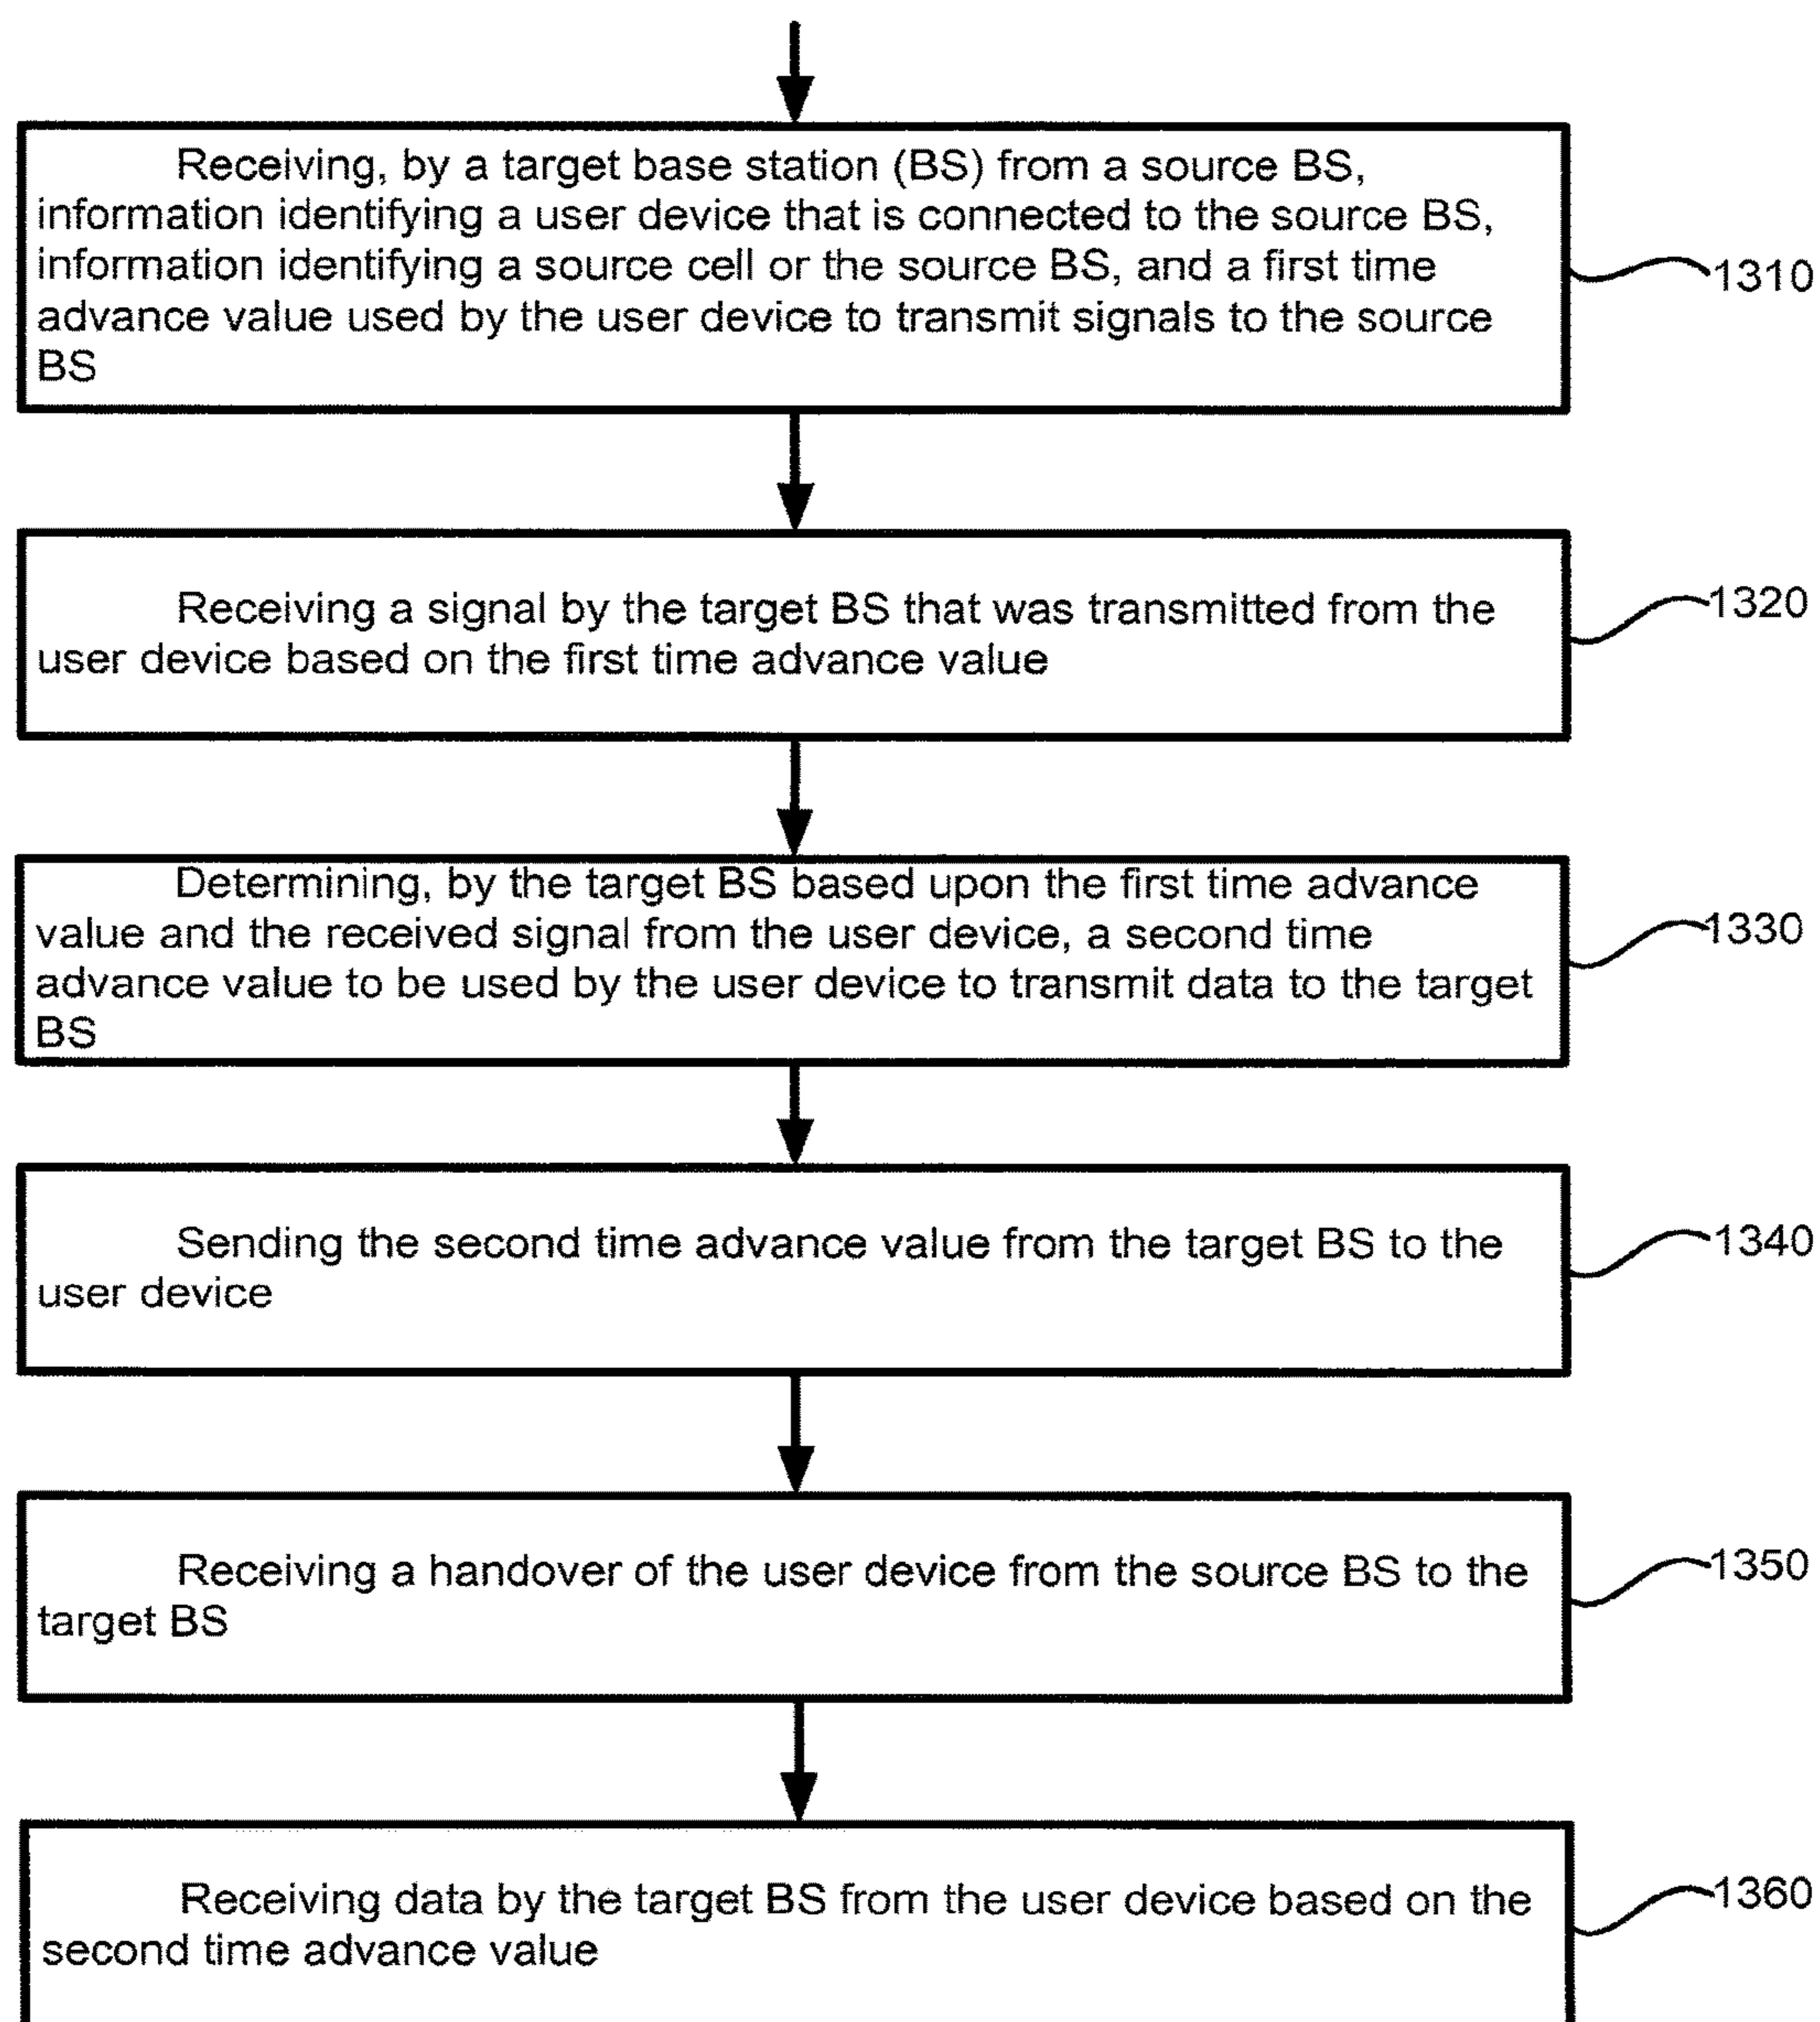 Receiving, by a target base station (BS) from a source BS,
information identifying a user device that is connected to the source BS,
information identifying a source cell or the source BS, and a first time
advance value used by the user device to transmit signals to the source
BS
1310
Receiving a signal by the target BS that was transmitted from the
user device based on the first time advance value
1320
Determining, by the target BS based upon the first time advance
value and the received signal from the user device, a second time
advance value to be used by the user device to transmit data to the target
BS
1330
Sending the second time advance value from the target BS to the
user device
1340
Receiving a handover of the user device from the source BS to the
target BS
1350
Receiving data by the target BS from the user device based on the
second time advance value
1360